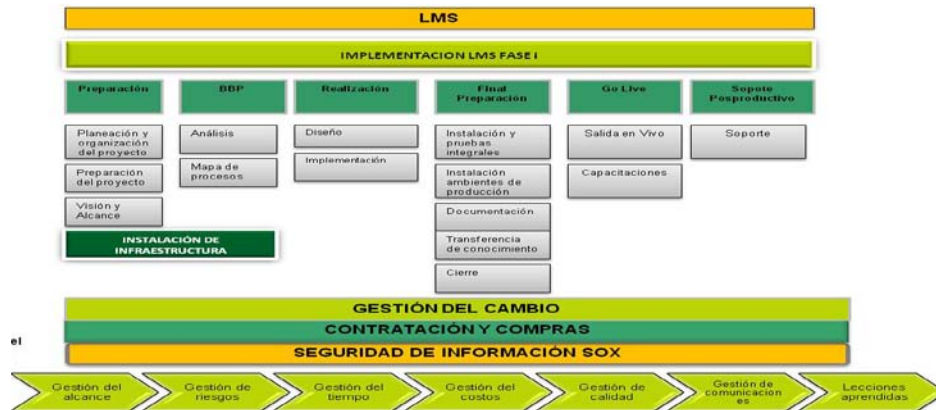 LMS
IMPLEMENTACION LMS FASE I
Preparación
BBP
Realización
Final
Preparación
Go Live
Sopote
Posproductivo
Planeación y
organización
del proyecto
Preparación
del proyecto
Visión y
Alcance
INSTALACIÓN DE
INFRAESTRUCTURA
Análisis
Mapa de
procesos
Diseño
Implementación
Instalación y
pruebas
integrales
Instalación
ambientes de
producción
Documentación
Transferencia
de conocimiento
Cierre
Salida en Vivo
Capacitaciones
Soporte
GESTIÓN DEL CAMBIO
CONTRATACIÓN Y COMPRAS
el
SEGURIDAD DE INFORMACIÓN SOX
Gestión del
alcance
Gestión de
riesgos
Gestión del
tiempo
Gestión del
costos
Gestión de
calidad
Gestión de
comunicacion
es
Lecciones
aprendidas